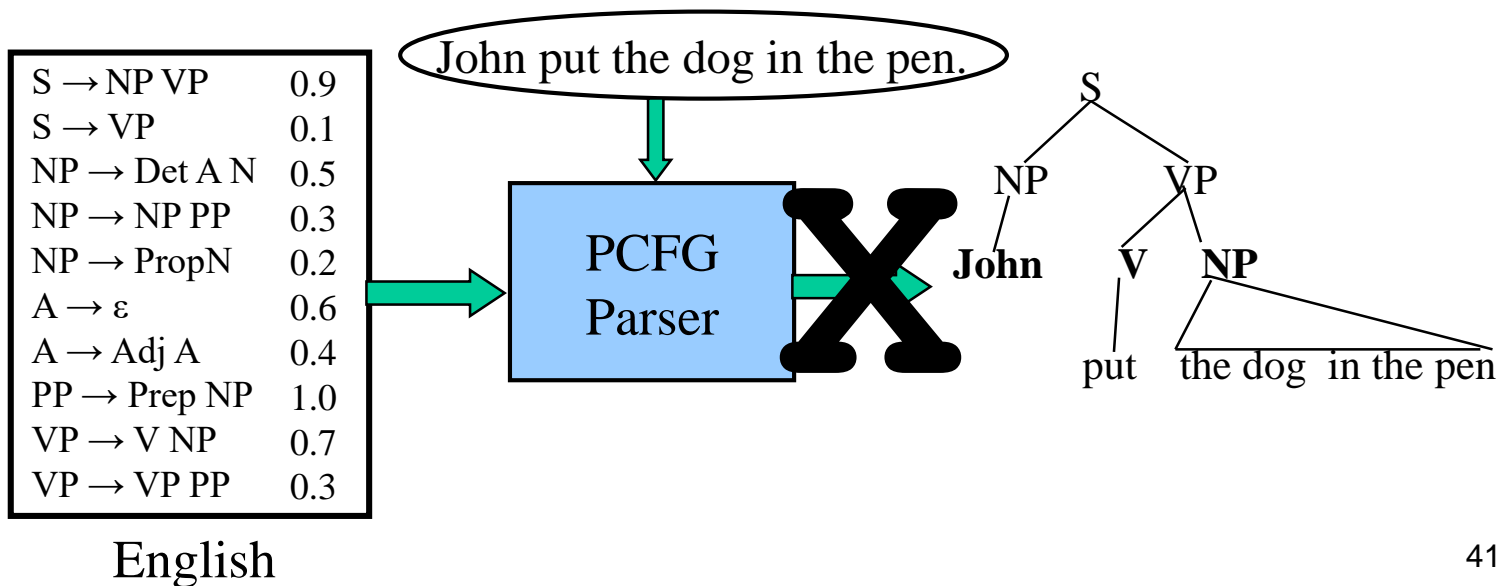 John put the dog in the pen.
S → NP VP 0.9
S → VP 0.1
NP → Det A N 0.5
NP → NP PP 0.3
NP → PropN 0.2
A → ε 0.6
A → Adj A 0.4
PP → Prep NP 1.0
VP → V NP 0.7
VP → VP PP 0.3
English
PCFG
Parser
X
S
NP VP
John V NP
put the dog in the pen
41